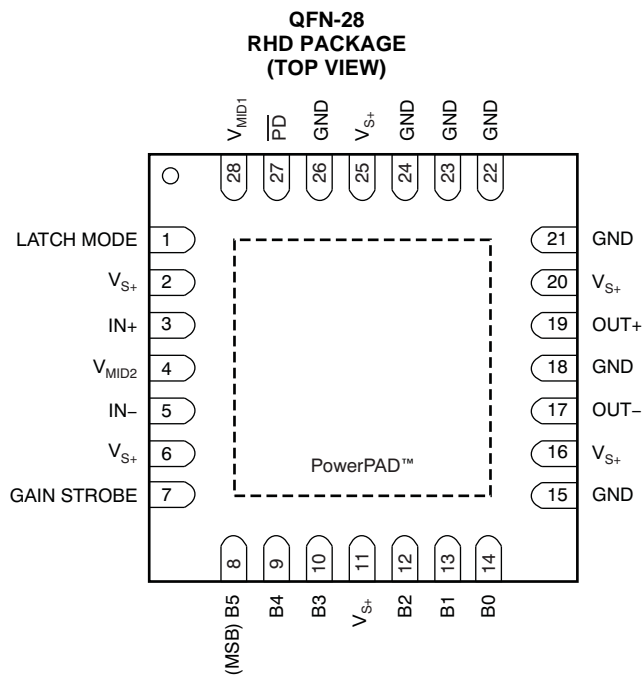 QFN-28
RHD PACKAGE
(TOP VIEW)
VMID1
PD
GND
VS+
GND
GND
GND
28
27
26
25
24
23
22
LATCH MODE 1
VS+ 2
IN+ 3
VMID2 4
IN− 5
VS+ 6
GAIN STROBE 7
21 GND
20 VS+
19 OUT+
18 GND
17 OUT−
16 VS+
15 GND
PowerPAD™
8
9
10
11
12
13
14
B5
(MSB)
B4
B3
VS+
B2
B1
B0